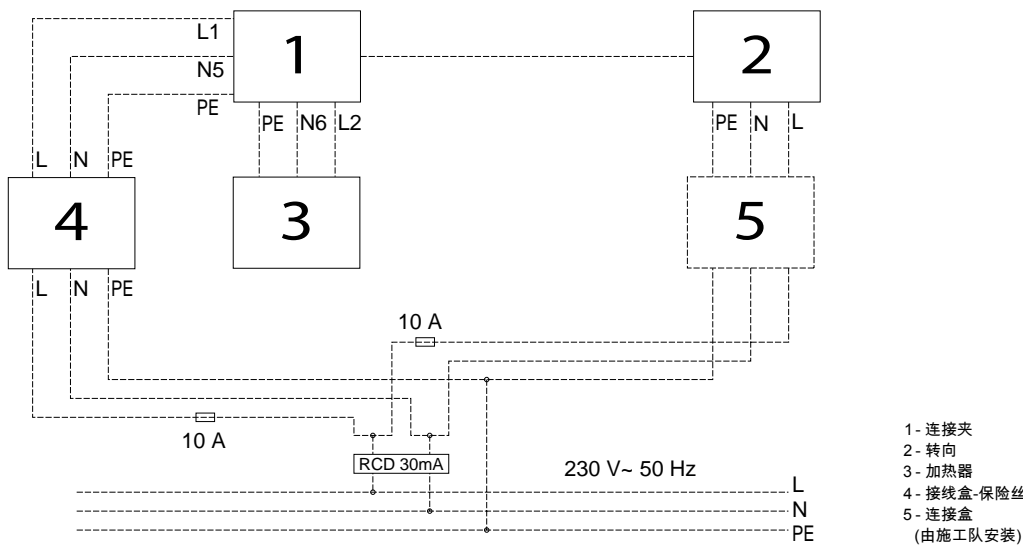 L1
1
2
N5
PE
PE N6 L2
PE N L
L N PE
4
3
5
L N PE
10 A
10 A
RCD 30mA
230 V~ 50 Hz
L
N
PE
1 - 连接夹
2 - 转向
3 - 加热器
4 - 接线盒-保险丝
5 - 连接盒
(由施工队安装)